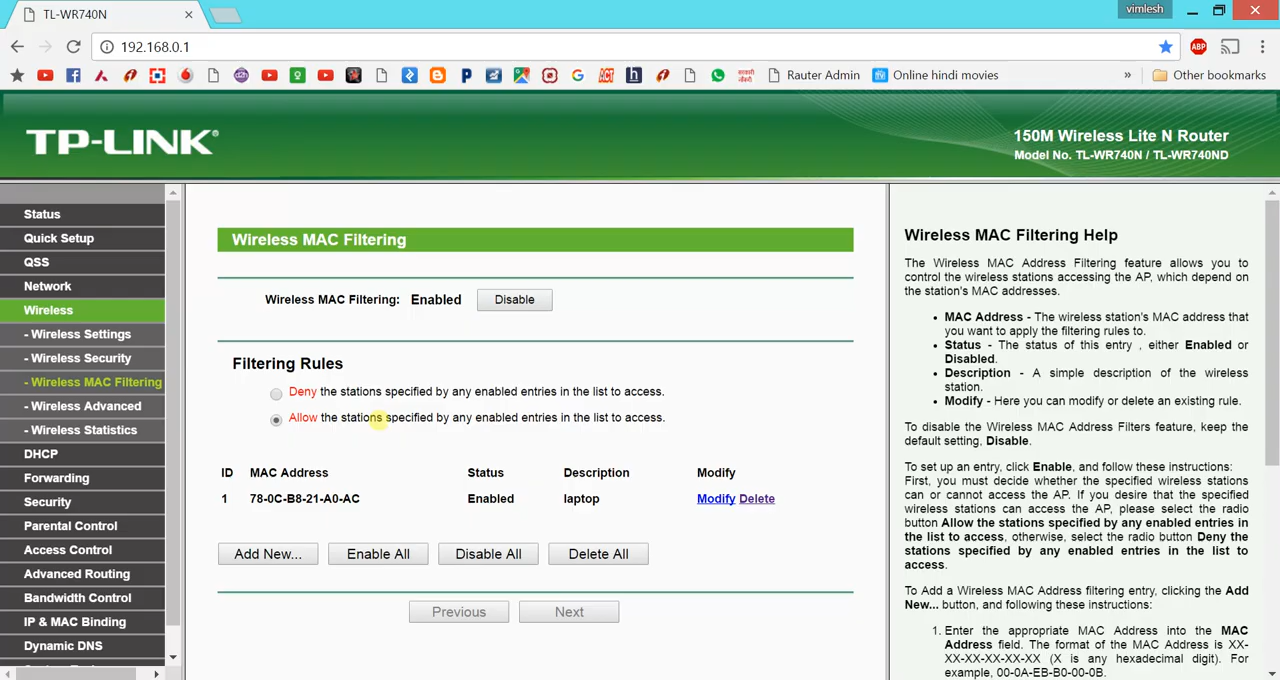 TL-WR740N
vimlesh
192.168.0.1
ABP
ACT
h
Rauter Admin
Online hindi movies
»
Other bookmarks
TP-LINK®
150M Wireless Lite N Router
Model No. TL-WR740N / TL-WR740ND
Status
Quick Setup
QSS
Network
Wireless
- Wireless Settings
- Wireless Security
- Wireless MAC Filtering
- Wireless Advanced
- Wireless Statistics
DHCP
Forwarding
Security
Parental Control
Access Control
Advanced Routing
Bandwidth Control
IP & MAC Binding
Dynamic DNS
Wireless MAC Filtering
Wireless MAC Filtering: Enabled Disable
Filtering Rules
Deny the stations specified by any enabled entries in the list to access.
Allow the stations specified by any enabled entries in the list to access.
ID MAC Address Status Description Modify
1 78-0C-B8-21-A0-AC Enabled laptop Modify Delete
Add New... Enable All Disable All Delete All
Previous Next
Wireless MAC Filtering Help
The Wireless MAC Address Filtering feature allows you to
control the wireless stations accessing the AP, which depend on
the station's MAC addresses.
• MAC Address - The wireless station's MAC address that
you want to apply the filtering rules to.
• Status - The status of this entry , either Enabled or
Disabled.
• Description - A simple description of the wireless
station.
• Modify - Here you can modify or delete an existing rule.
To disable the Wireless MAC Address Filters feature, keep the
default setting, Disable.
To set up an entry, click Enable, and follow these instructions:
First, you must decide whether the specified wireless stations
can or cannot access the AP. If you desire that the specified
wireless stations can access the AP, please select the radio
button Allow the stations specified by any enabled entries in
the list to access, otherwise, select the radio button Deny the
stations specified by any enabled entries in the list to
access.
To Add a Wireless MAC Address filtering entry, clicking the Add
New... button, and following these instructions:
1. Enter the appropriate MAC Address into the MAC
Address field. The format of the MAC Address is XX-
XX-XX-XX-XX-XX (X is any hexadecimal digit). For
example, 00-0A-EB-B0-00-0B.